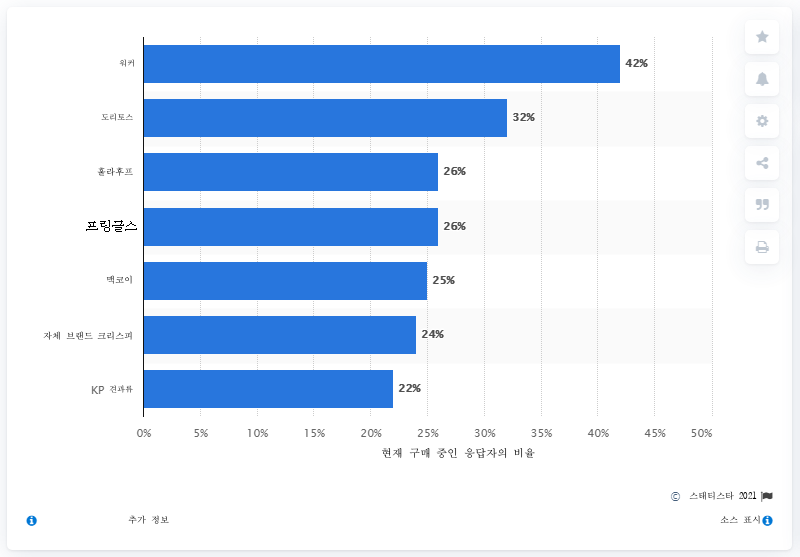 워커
42%
도리토스
32%
훌라후프
26%
프링글스
26%
맥코이
25%
자체 브랜드 크리스피
24%
KP 견과류
22%
0% 5% 10% 15% 20% 25% 30% 35% 40% 45% 50%
현재 구매 중인 응답자의 비율
© 스태티스타 2021
추가 정보
소스 표시